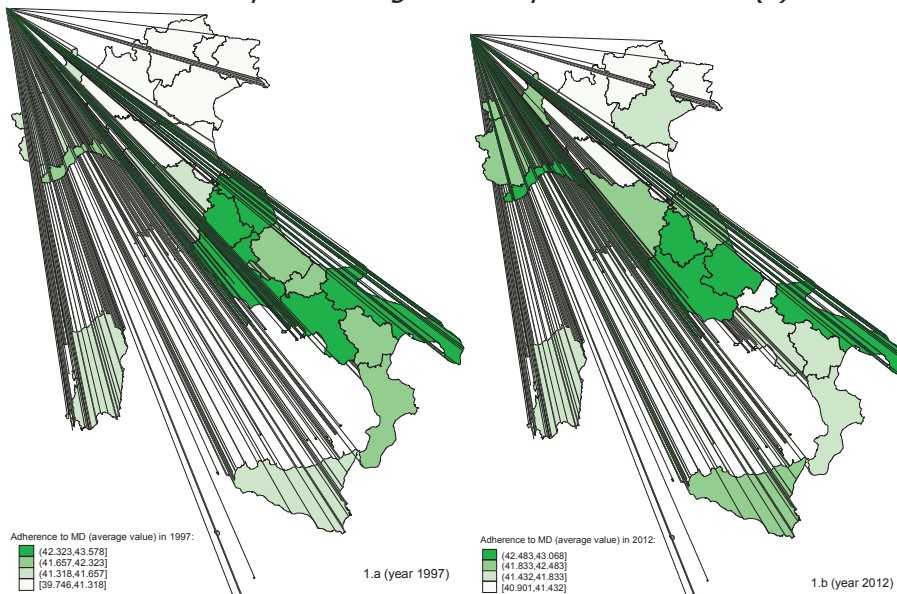 Adherence to MD (average value) in 1997:
(42.323,43.578]
(41.657,42.323]
(41.318,41.657]
[39.746,41.318]
1.a (year 1997)
Adherence to MD (average value) in 2012:
(42.483,43.068]
(41.833,42.483]
(41.432,41.833]
[40.901,41.432]
1.b (year 2012)